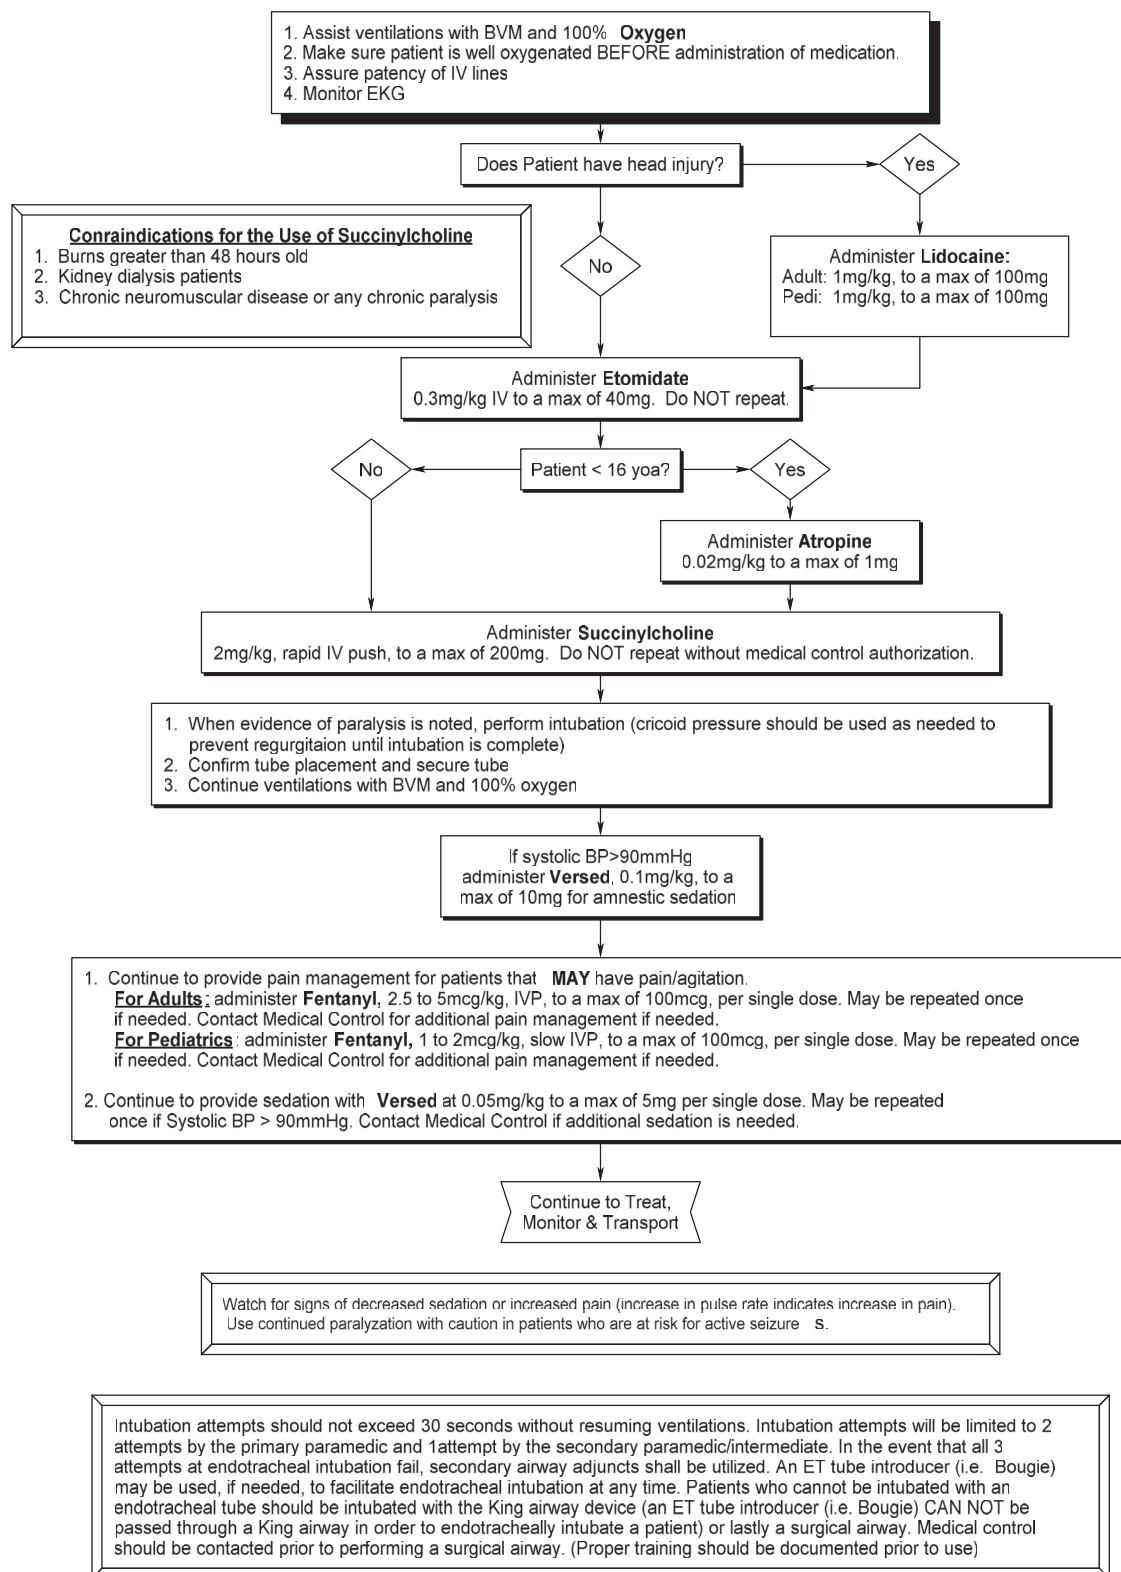 1. Assist ventilations with BVM and 100% Oxygen
2. Make sure patient is well oxygenated BEFORE administration of medication.
3. Assure patency of IV lines
4. Monitor EKG
Does Patient have head injury?
Yes
Conraindications for the Use of Succinylcholine
1. Burns greater than 48 hours old
2. Kidney dialysis patients
3. Chronic neuromuscular disease or any chronic paralysis
No
Administer Lidocaine:
Adult: 1mg/kg, to a max of 100mg
Pedi: 1mg/kg, to a max of 100mg
Administer Etomidate
0.3mg/kg IV to a max of 40mg. Do NOT repeat.
No
Patient < 16 yoa?
Yes
Administer Atropine
0.02mg/kg to a max of 1mg
Administer Succinylcholine
2mg/kg, rapid IV push, to a max of 200mg. Do NOT repeat without medical control authorization.
1. When evidence of paralysis is noted, perform intubation (cricoid pressure should be used as needed to
prevent regurgitaion until intubation is complete)
2. Confirm tube placement and secure tube
3. Continue ventilations with BVM and 100% oxygen
If systolic BP>90mmHg
administer Versed, 0.1mg/kg, to a
max of 10mg for amnestic sedation
1. Continue to provide pain management for patients that MAY have pain/agitation.
For Adults: administer Fentanyl, 2.5 to 5mcg/kg, IVP, to a max of 100mcg, per single dose. May be repeated once
if needed. Contact Medical Control for additional pain management if needed.
For Pediatrics: administer Fentanyl, 1 to 2mcg/kg, slow IVP, to a max of 100mcg, per single dose. May be repeated once
if needed. Contact Medical Control for additional pain management if needed.
2. Continue to provide sedation with Versed at 0.05mg/kg to a max of 5mg per single dose. May be repeated
once if Systolic BP > 90mmHg. Contact Medical Control if additional sedation is needed.
Continue to Treat,
Monitor & Transport
Watch for signs of decreased sedation or increased pain (increase in pulse rate indicates increase in pain).
Use continued paralyzation with caution in patients who are at risk for active seizure s.
Intubation attempts should not exceed 30 seconds without resuming ventilations. Intubation attempts will be limited to 2
attempts by the primary paramedic and 1attempt by the secondary paramedic/intermediate. In the event that all 3
attempts at endotracheal intubation fail, secondary airway adjuncts shall be utilized. An ET tube introducer (i.e. Bougie)
may be used, if needed, to facilitate endotracheal intubation at any time. Patients who cannot be intubated with an
endotracheal tube should be intubated with the King airway device (an ET tube introducer (i.e. Bougie) CAN NOT be
passed through a King airway in order to endotracheally intubate a patient) or lastly a surgical airway. Medical control
should be contacted prior to performing a surgical airway. (Proper training should be documented prior to use)